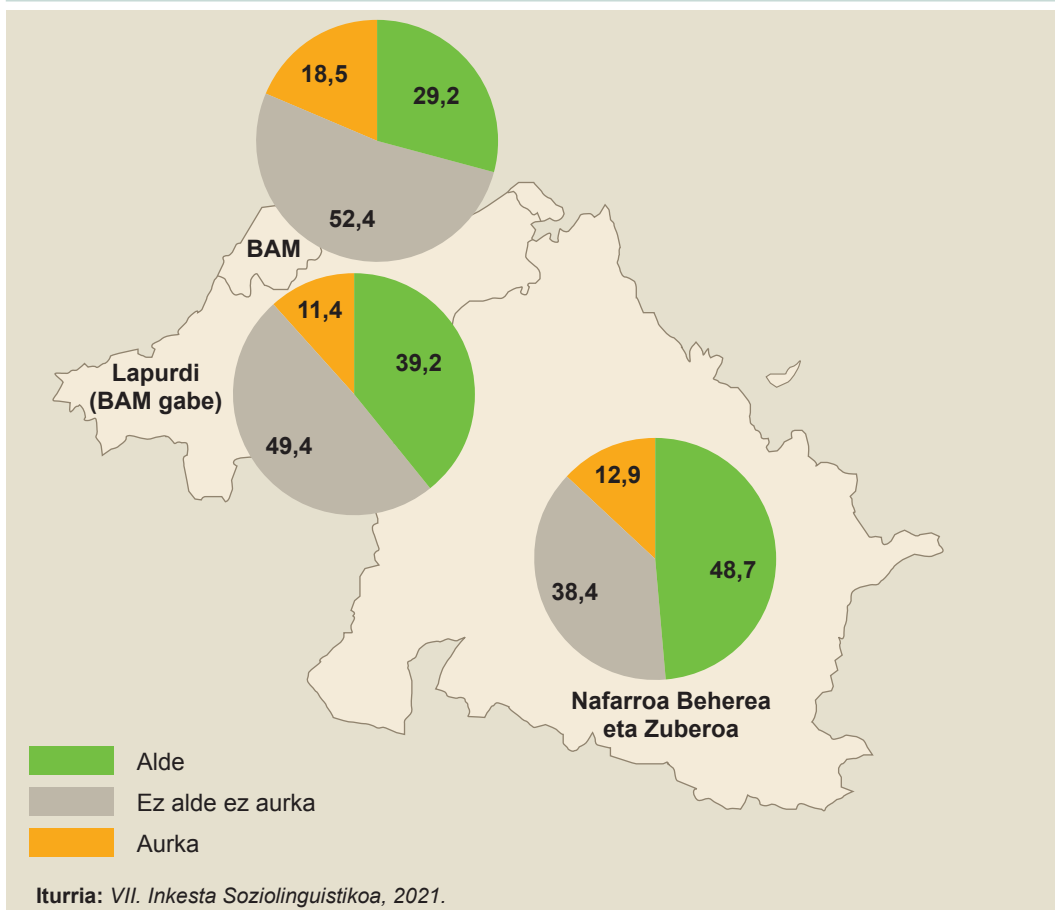 18,5
29,2
52,4
BAM
11,4
39,2
Lapurdi
(BAM gabe)
49,4
12,9
48,7
38,4
Nafarroa Beherea
eta Zuberoa
Alde
Ez alde ez aurka
Aurka
Iturria: VII. Inkesta Soziolinguistikoa, 2021.